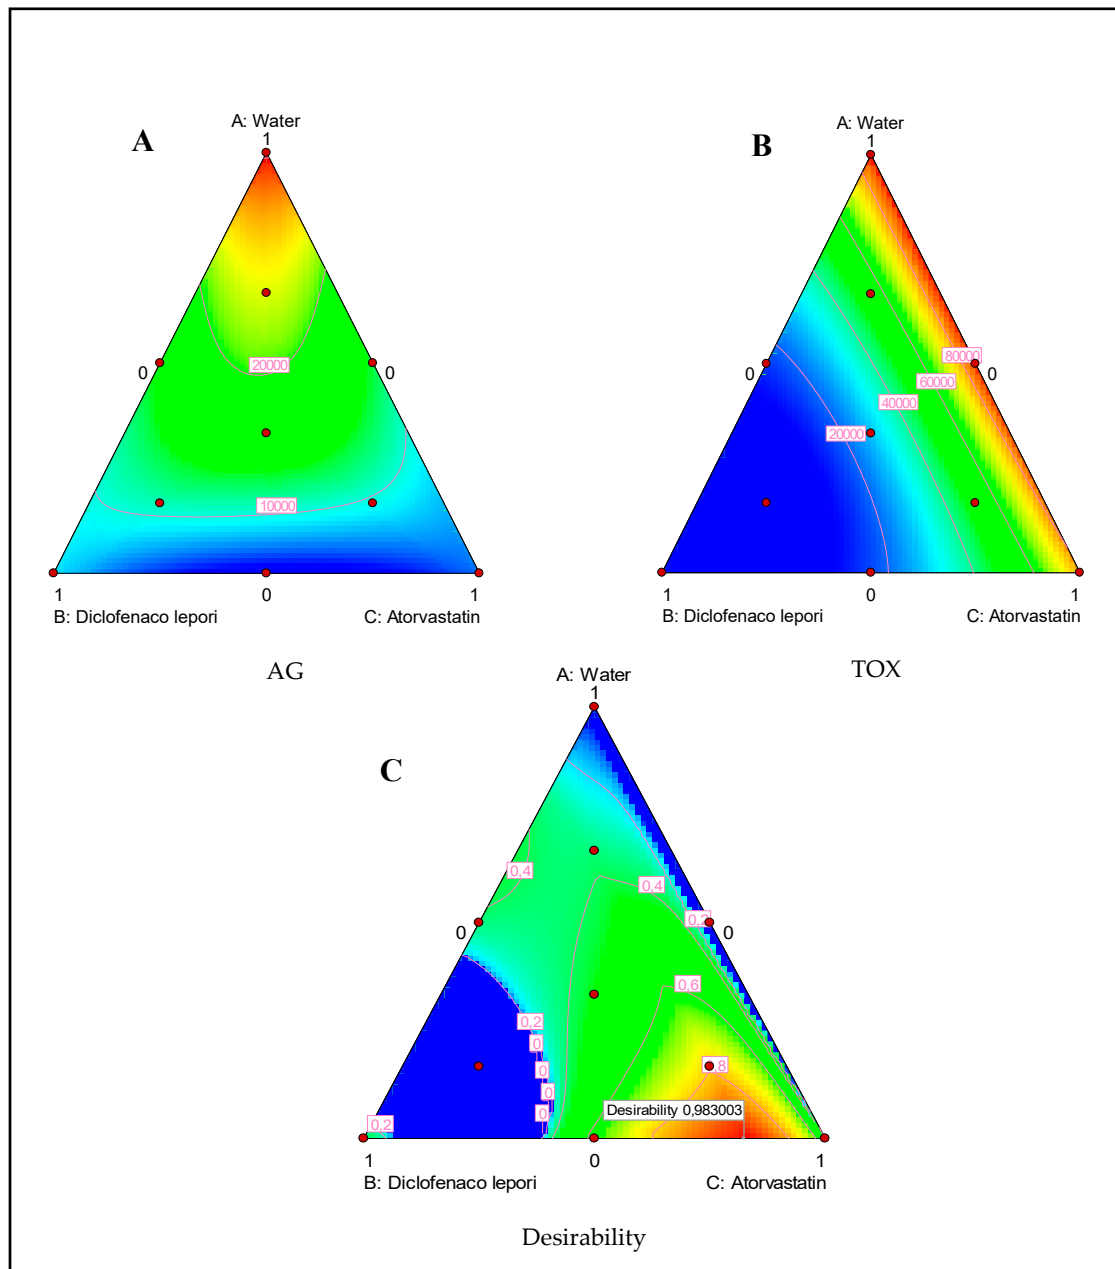 A
A: Water
1
20000
0
0
10000
1
0
1
B: Diclofenaco lepori
C: Atorvastatin
AG
B
A: Water
1
80000
60000
40000
20000
0
1
0
1
B: Diclofenaco lepori
C: Atorvastatin
TOX
A: Water
1
C
0,4
0,4
0,2
0
0
0,6
0,2
0
0
0
0
,8
Desirability 0,983003
0,2
1
0
1
B: Diclofenaco lepori
C: Atorvastatin
Desirability